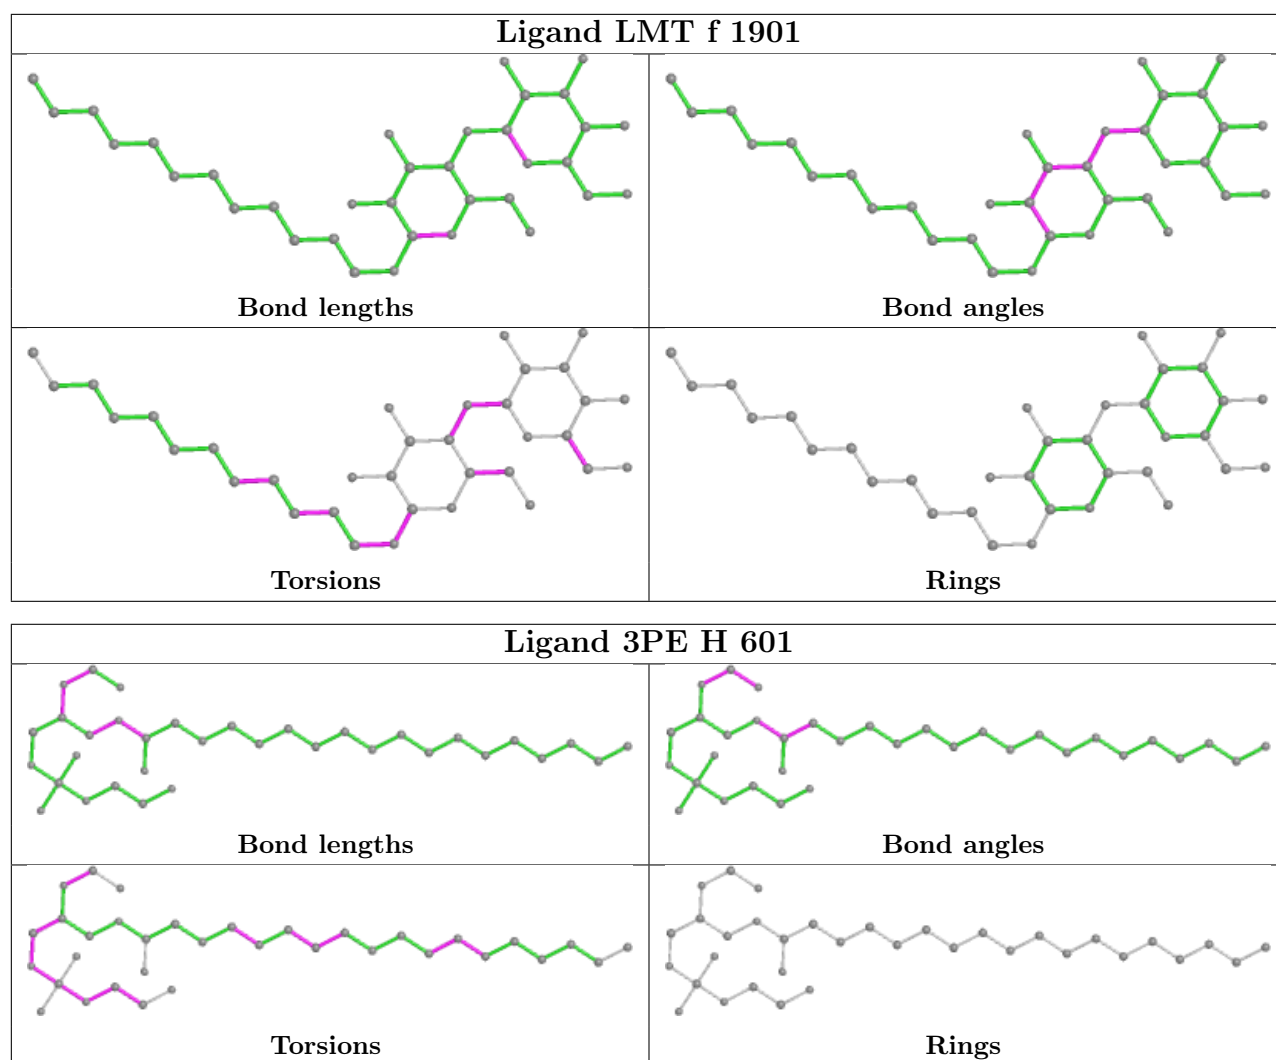 Ligand LMT f 1901
Bond lengths
Bond angles
Torsions
Rings
Ligand 3PE H 601
Bond lengths
Bond angles
Torsions
Rings